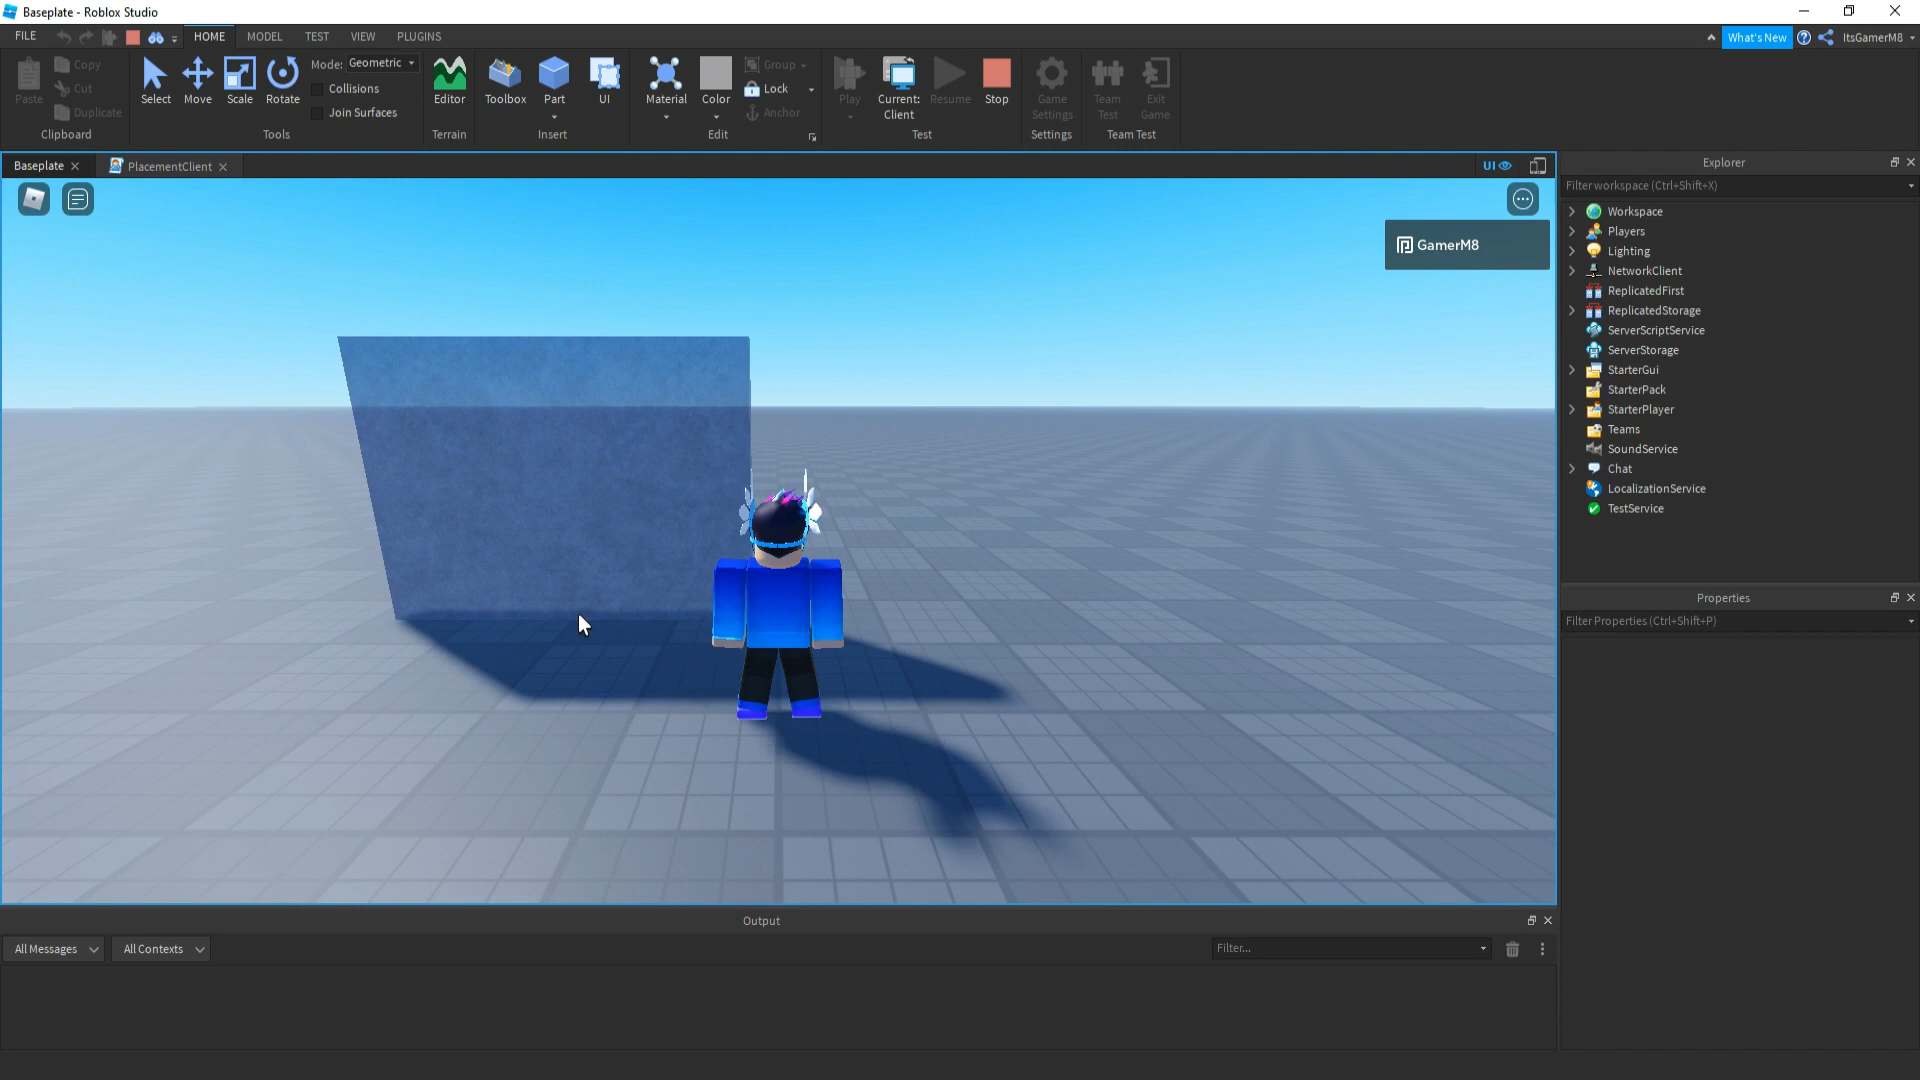 Baseplate - Roblox Studio
FILE HOME MODEL TEST VIEW PLUGINS What's New ItsGamerM8
Paste Copy Cut Duplicate Clipboard
Select Move Scale Rotate Mode: Geometric Collisions Join Surfaces Tools
Editor Terrain
Toolbox Part UI Insert
Material Color Group Lock Anchor Edit
Play Current: Client Resume Stop Test
Game Settings Settings
Team Test Exit Game Team Test
Baseplate PlacementClient UI
GamerM8
Explorer
Filter workspace (Ctrl+Shift+X)
Workspace
Players
Lighting
NetworkClient
ReplicatedFirst
ReplicatedStorage
ServerScriptService
ServerStorage
StarterGui
StarterPack
StarterPlayer
Teams
SoundService
Chat
LocalizationService
TestService
Properties
Filter Properties (Ctrl+Shift+P)
Output
All Messages All Contexts Filter...